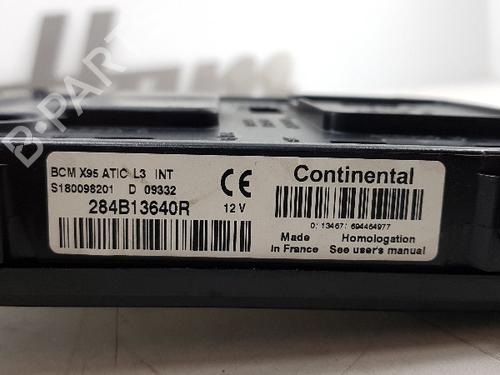 B-PARTS
BCM X95 ATIC L3 INT
S180098201 D 09332
284B13640R 12 V
CE
Continental
0: 13467: 694464977
Made in France
Homologation See user's manual